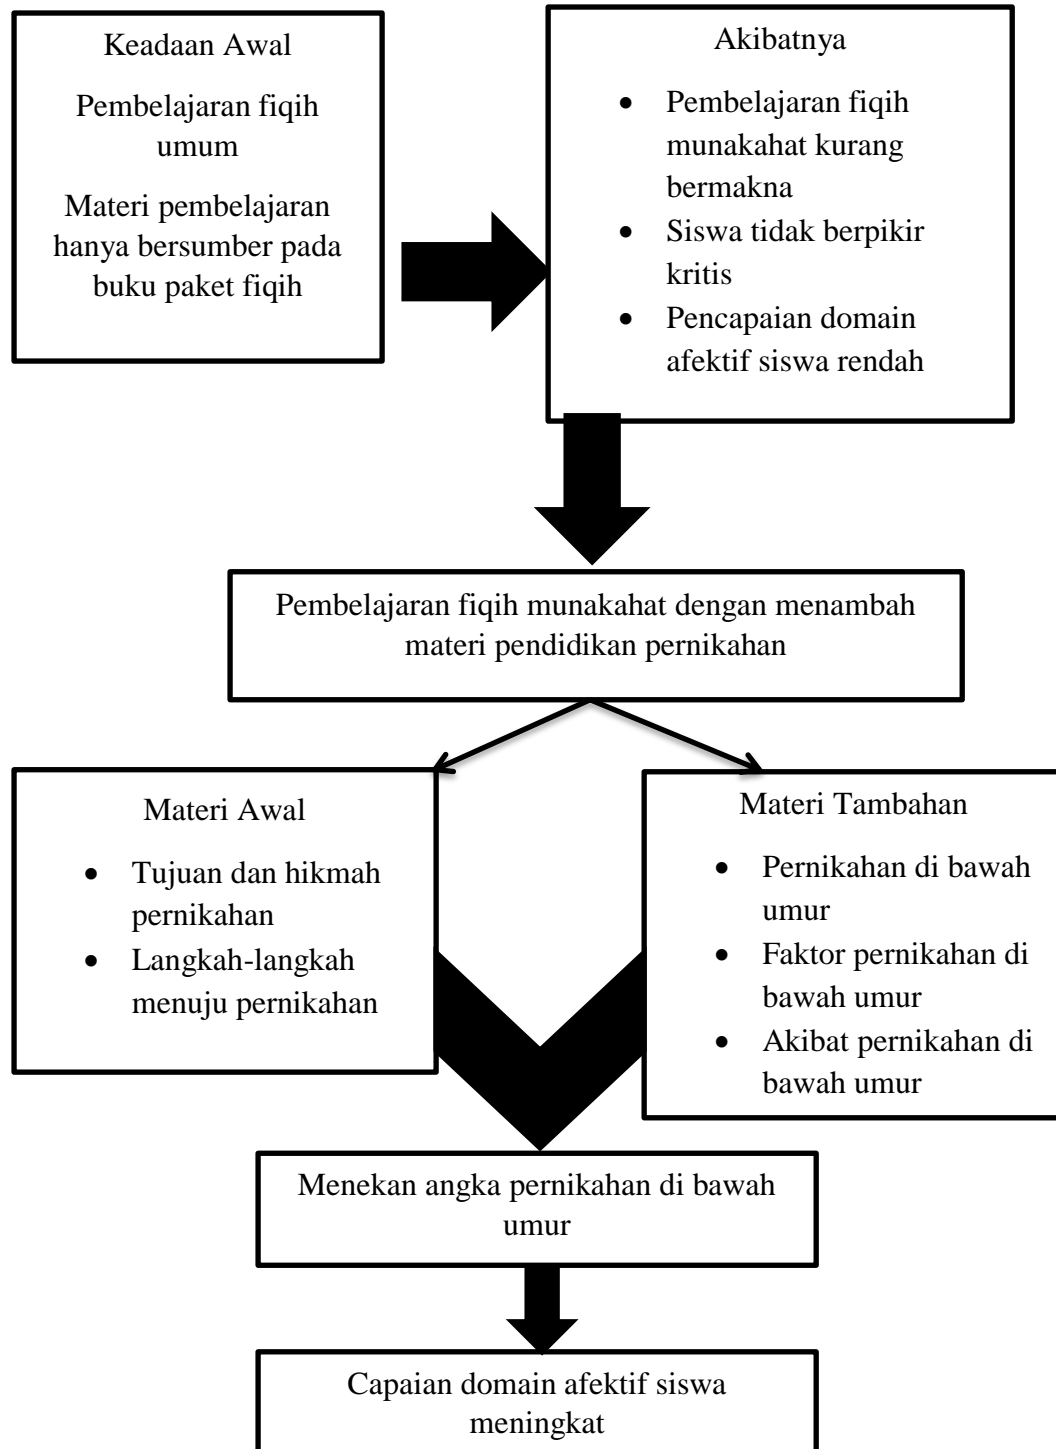 Keadaan Awal
Pembelajaran fiqih
umum
Materi pembelajaran
hanya bersumber pada
buku paket fiqih
Akibatnya
• Pembelajaran fiqih
munakahat kurang
bermakna
• Siswa tidak berpikir
kritis
• Pencapaian domain
afektif siswa rendah
Pembelajaran fiqih munakahat dengan menambah
materi pendidikan pernikahan
Materi Awal
• Tujuan dan hikmah
pernikahan
• Langkah-langkah
menuju pernikahan
Materi Tambahan
• Pernikahan di bawah
umur
• Faktor pernikahan di
bawah umur
• Akibat pernikahan di
bawah umur
Menekan angka pernikahan di bawah
umur
Capaian domain afektif siswa
meningkat